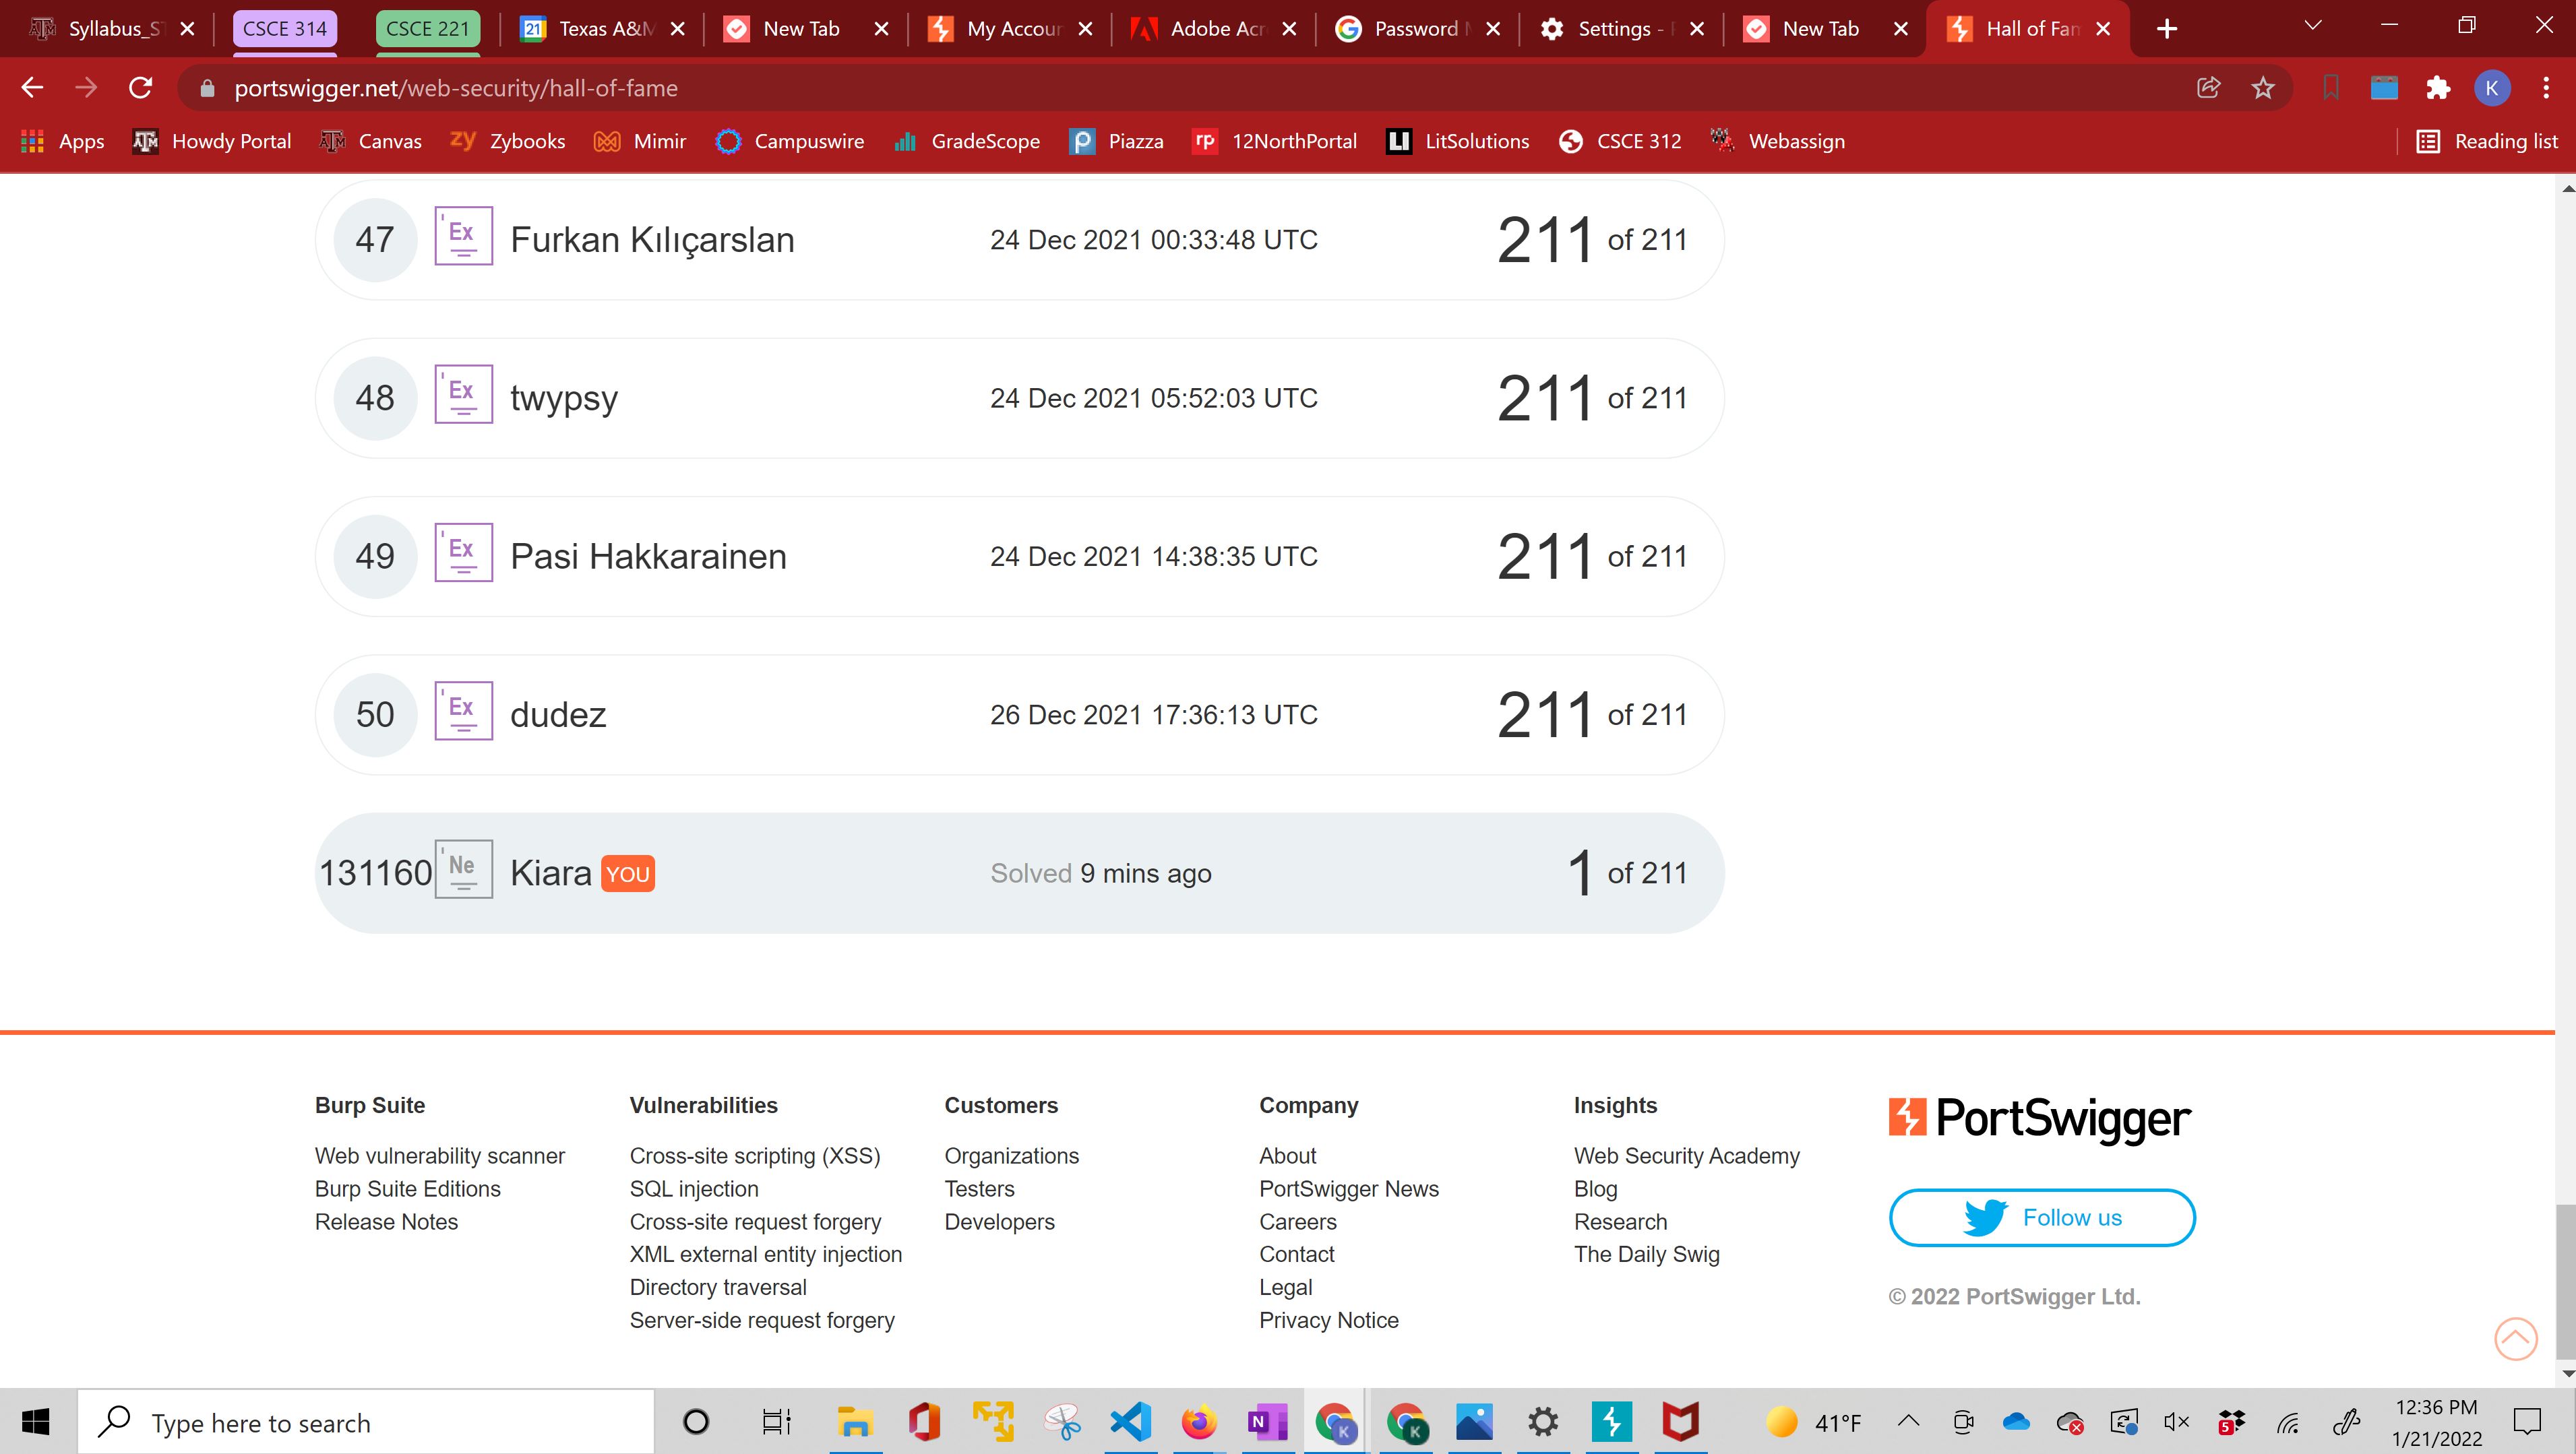 Syllabus_S
CSCE 314
CSCE 221
21
Texas A&M
New Tab
My Accoun
Adobe Acr
Password
Settings -
New Tab
Hall of Fam
portswigger.net/web-security/hall-of-fame
K
Apps
Howdy Portal
Canvas
zy Zybooks
Mimir
Campuswire
GradeScope
Piazza
rp 12NorthPortal
LI LitSolutions
CSCE 312
Webassign
Reading list
47 Ex Furkan Kılıçarslan 24 Dec 2021 00:33:48 UTC 211 of 211
48 Ex twypsy 24 Dec 2021 05:52:03 UTC 211 of 211
49 Ex Pasi Hakkarainen 24 Dec 2021 14:38:35 UTC 211 of 211
50 Ex dudez 26 Dec 2021 17:36:13 UTC 211 of 211
131160 Ne Kiara YOU Solved 9 mins ago 1 of 211
Burp Suite
Web vulnerability scanner
Burp Suite Editions
Release Notes
Vulnerabilities
Cross-site scripting (XSS)
SQL injection
Cross-site request forgery
XML external entity injection
Directory traversal
Server-side request forgery
Customers
Organizations
Testers
Developers
Company
About
PortSwigger News
Careers
Contact
Legal
Privacy Notice
Insights
Web Security Academy
Blog
Research
The Daily Swig
PortSwigger
Follow us
© 2022 PortSwigger Ltd.
Type here to search
N
K
K
41°F
5
12:36 PM
1/21/2022